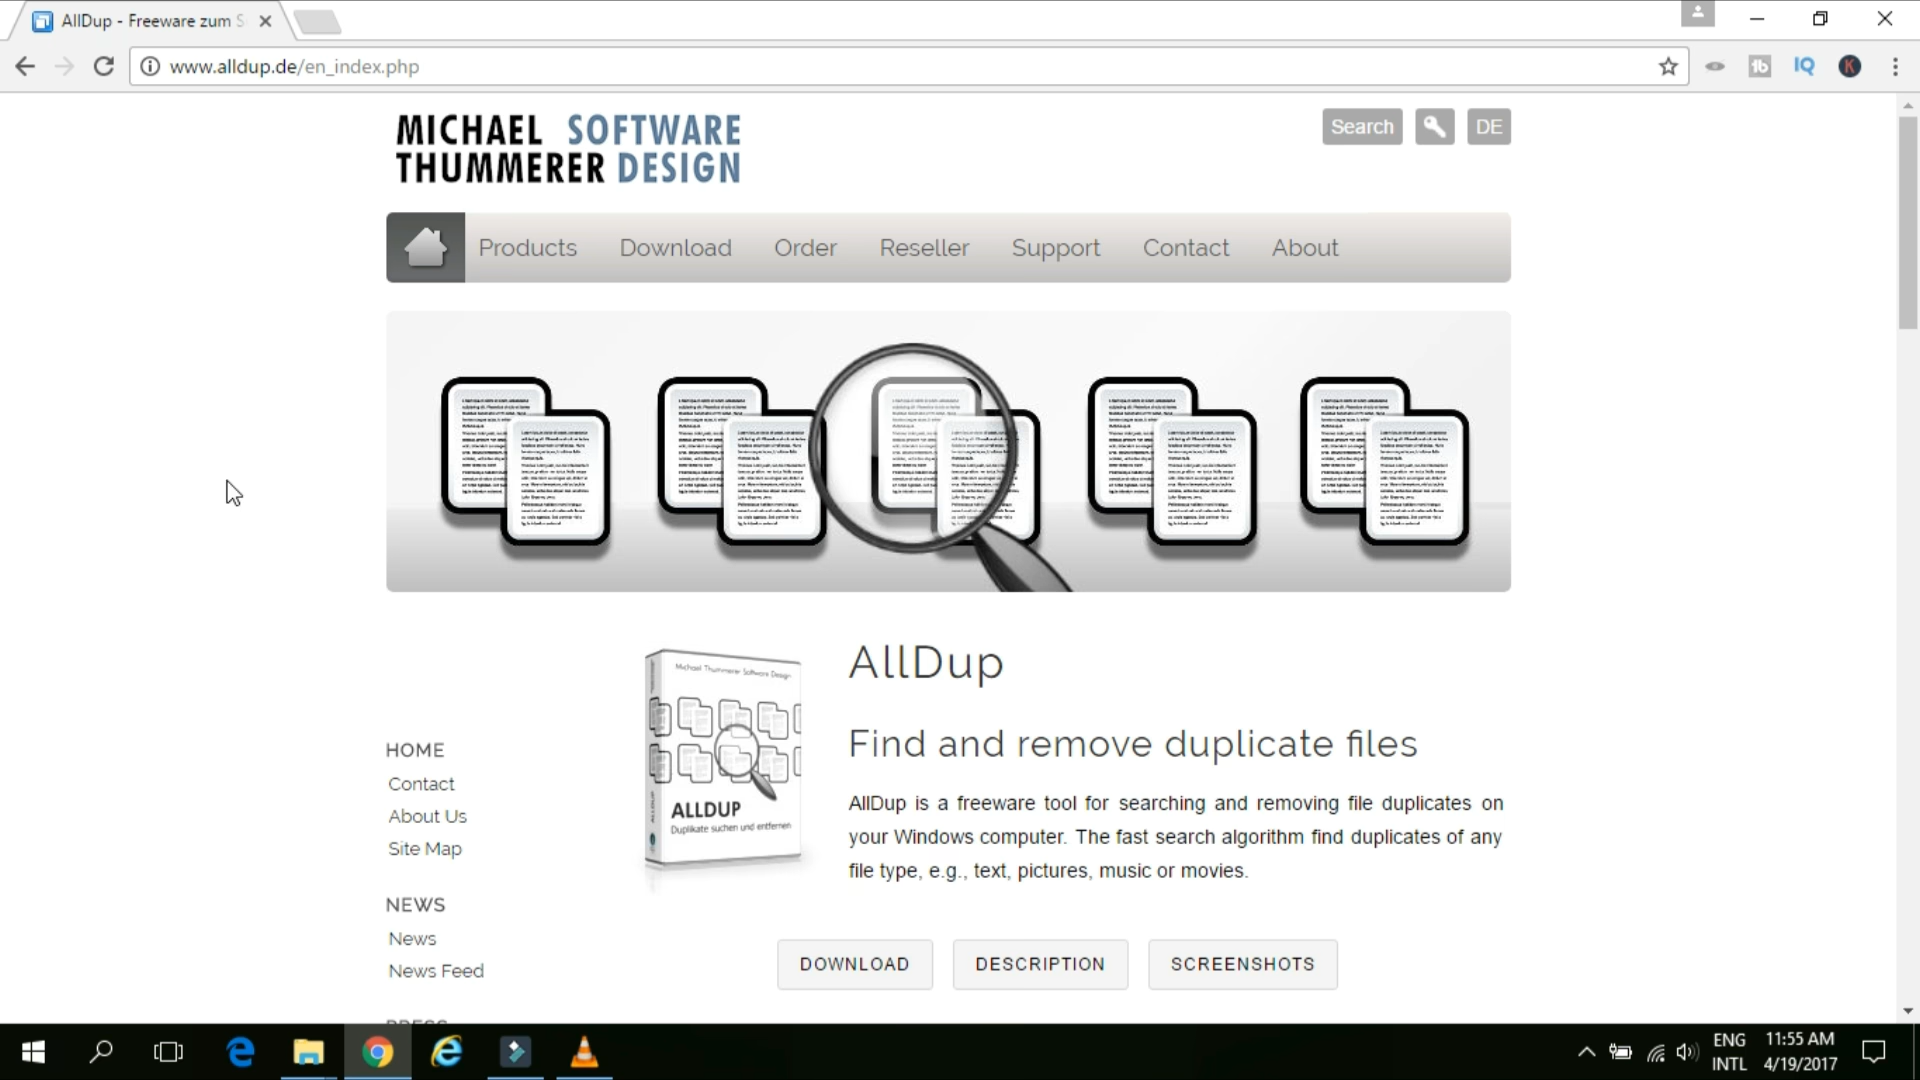 AllDup - Freeware zum S
www.alldup.de/en_index.php
1b
IQ
K
MICHAEL SOFTWARE
THUMMERER DESIGN
Search
DE
Products Download Order Reseller Support Contact About
Michael Thummerer Software Design
ALLDUP
Duplikate suchen und entfernen
AllDup
Find and remove duplicate files
AllDup is a freeware tool for searching and removing file duplicates on
your Windows computer. The fast search algorithm find duplicates of any
file type, e.g., text, pictures, music or movies.
DOWNLOAD DESCRIPTION SCREENSHOTS
HOME
Contact
About Us
Site Map
NEWS
News
News Feed
PRESS
ENG
INTL
11:55 AM
4/19/2017